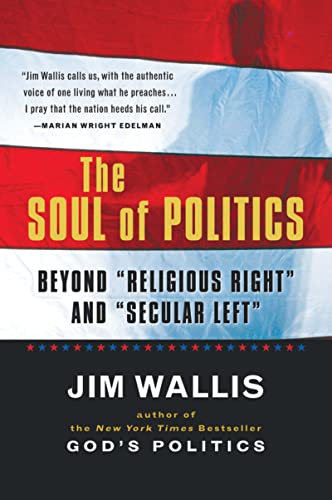 “Jim Wallis calls us, with the authentic
voice of one living what he preaches...
I pray that the nation heeds his call.”
—MARIAN WRIGHT EDELMAN
The
SOUL of POLITICS
BEYOND “RELIGIOUS RIGHT”
AND “SECULAR LEFT”
JIM WALLIS
author of
the New York Times Bestseller
GOD'S POLITICS